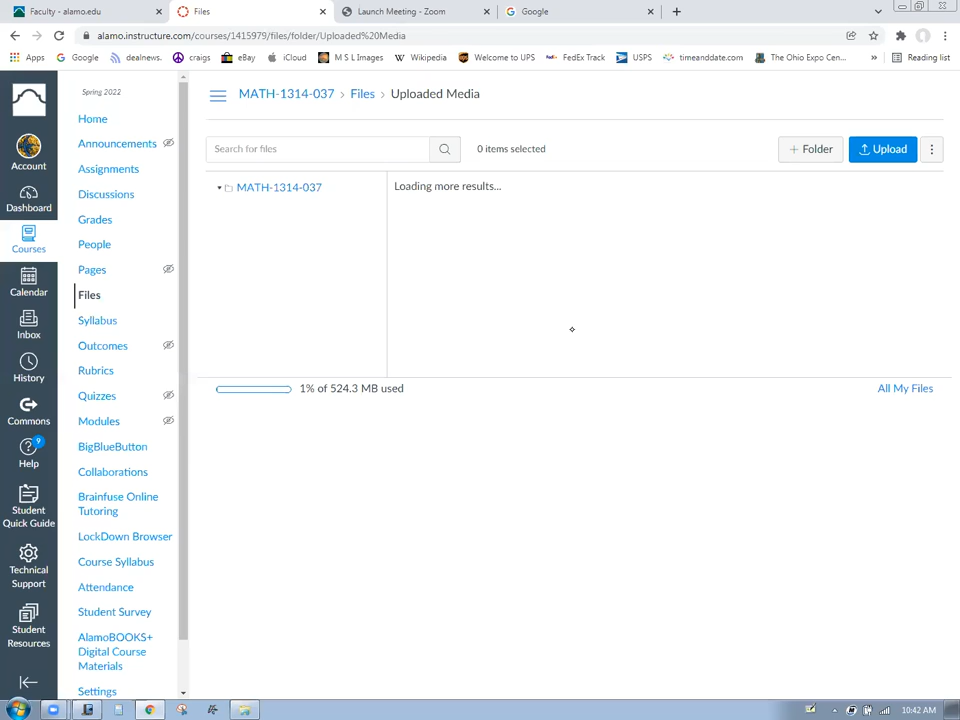 Faculty - alamo.edu
Files
Launch Meeting - Zoom
Google
alamo.instructure.com/courses/1415979/files/folder/Uploaded%20Media
Apps
Google
dealnews.
craigs
eBay
iCloud
M S L Images
Wikipedia
Welcome to UPS
FedEx Track
USPS
timeanddate.com
The Ohio Expo Cen...
»
Reading list
Account
Dashboard
Courses
Calendar
Inbox
History
Commons
9
Help
Student
Quick Guide
Technical
Support
Student
Resources
Spring 2022
Home
Announcements
Assignments
Discussions
Grades
People
Pages
Files
Syllabus
Outcomes
Rubrics
Quizzes
Modules
BigBlueButton
Collaborations
Brainfuse Online
Tutoring
LockDown Browser
Course Syllabus
Attendance
Student Survey
AlamoBOOKS+
Digital Course
Materials
Settings
MATH-1314-037 > Files > Uploaded Media
Search for files
0 items selected
+ Folder
Upload
MATH-1314-037
Loading more results...
1% of 524.3 MB used
All My Files
10:42 AM